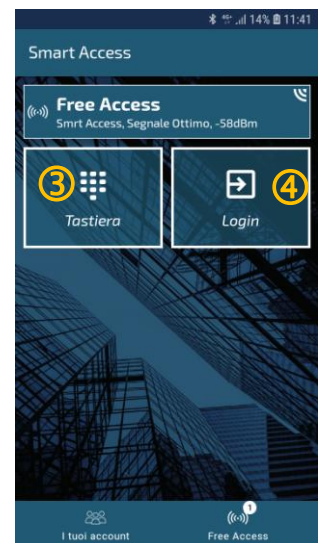 14% 11:41
Smart Access
Free Access
Smrt Access, Segnale Ottimo, -58dBm
③ ④
Tastiera Login
1
I tuoi account Free Access